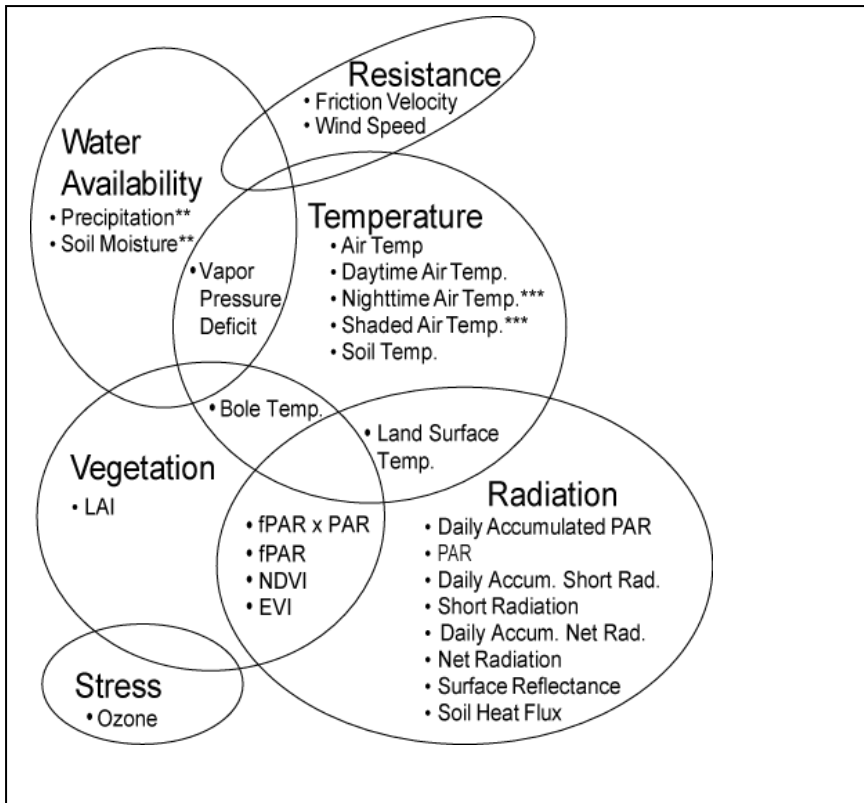 Resistance
• Friction Velocity
• Wind Speed
Water
Availability
• Precipitation**
• Soil Moisture**
• Vapor
Pressure
Deficit
Temperature
• Air Temp
• Daytime Air Temp.
• Nighttime Air Temp.***
• Shaded Air Temp.***
• Soil Temp.
• Bole Temp.
• Land Surface
Temp.
Vegetation
• LAI
• fPAR x PAR
• fPAR
• NDVI
• EVI
Radiation
• Daily Accumulated PAR
• PAR
• Daily Accum. Short Rad.
• Short Radiation
• Daily Accum. Net Rad.
• Net Radiation
• Surface Reflectance
• Soil Heat Flux
Stress
• Ozone